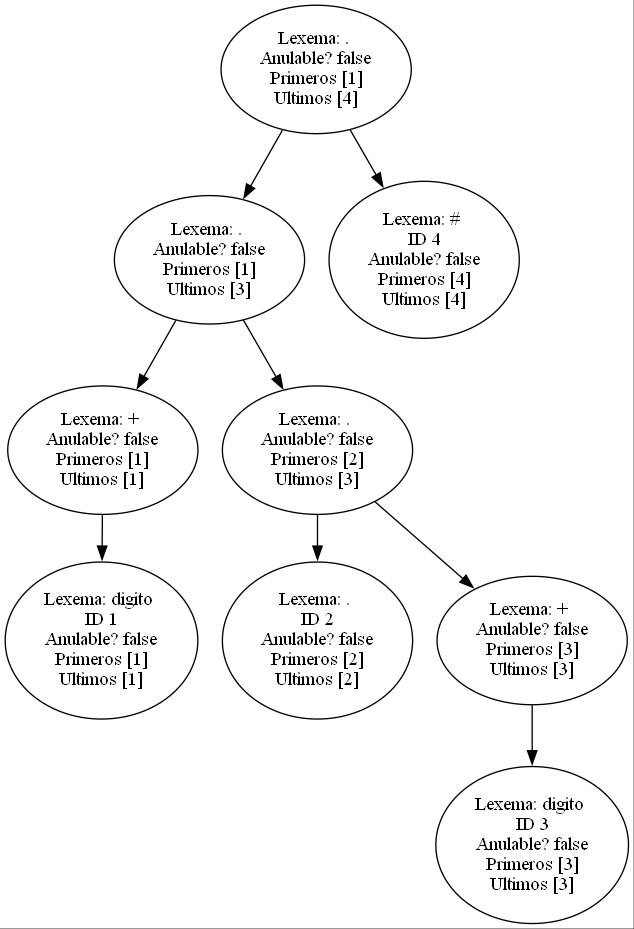 Lexema: .
Anulable? false
Primeros [1]
Ultimos [4]
Lexema: .
Anulable? false
Primeros [1]
Ultimos [3]
Lexema: #
ID 4
Anulable? false
Primeros [4]
Ultimos [4]
Lexema: +
Anulable? false
Primeros [1]
Ultimos [1]
Lexema: .
Anulable? false
Primeros [2]
Ultimos [3]
Lexema: digito
ID 1
Anulable? false
Primeros [1]
Ultimos [1]
Lexema: .
ID 2
Anulable? false
Primeros [2]
Ultimos [2]
Lexema: +
Anulable? false
Primeros [3]
Ultimos [3]
Lexema: digito
ID 3
Anulable? false
Primeros [3]
Ultimos [3]